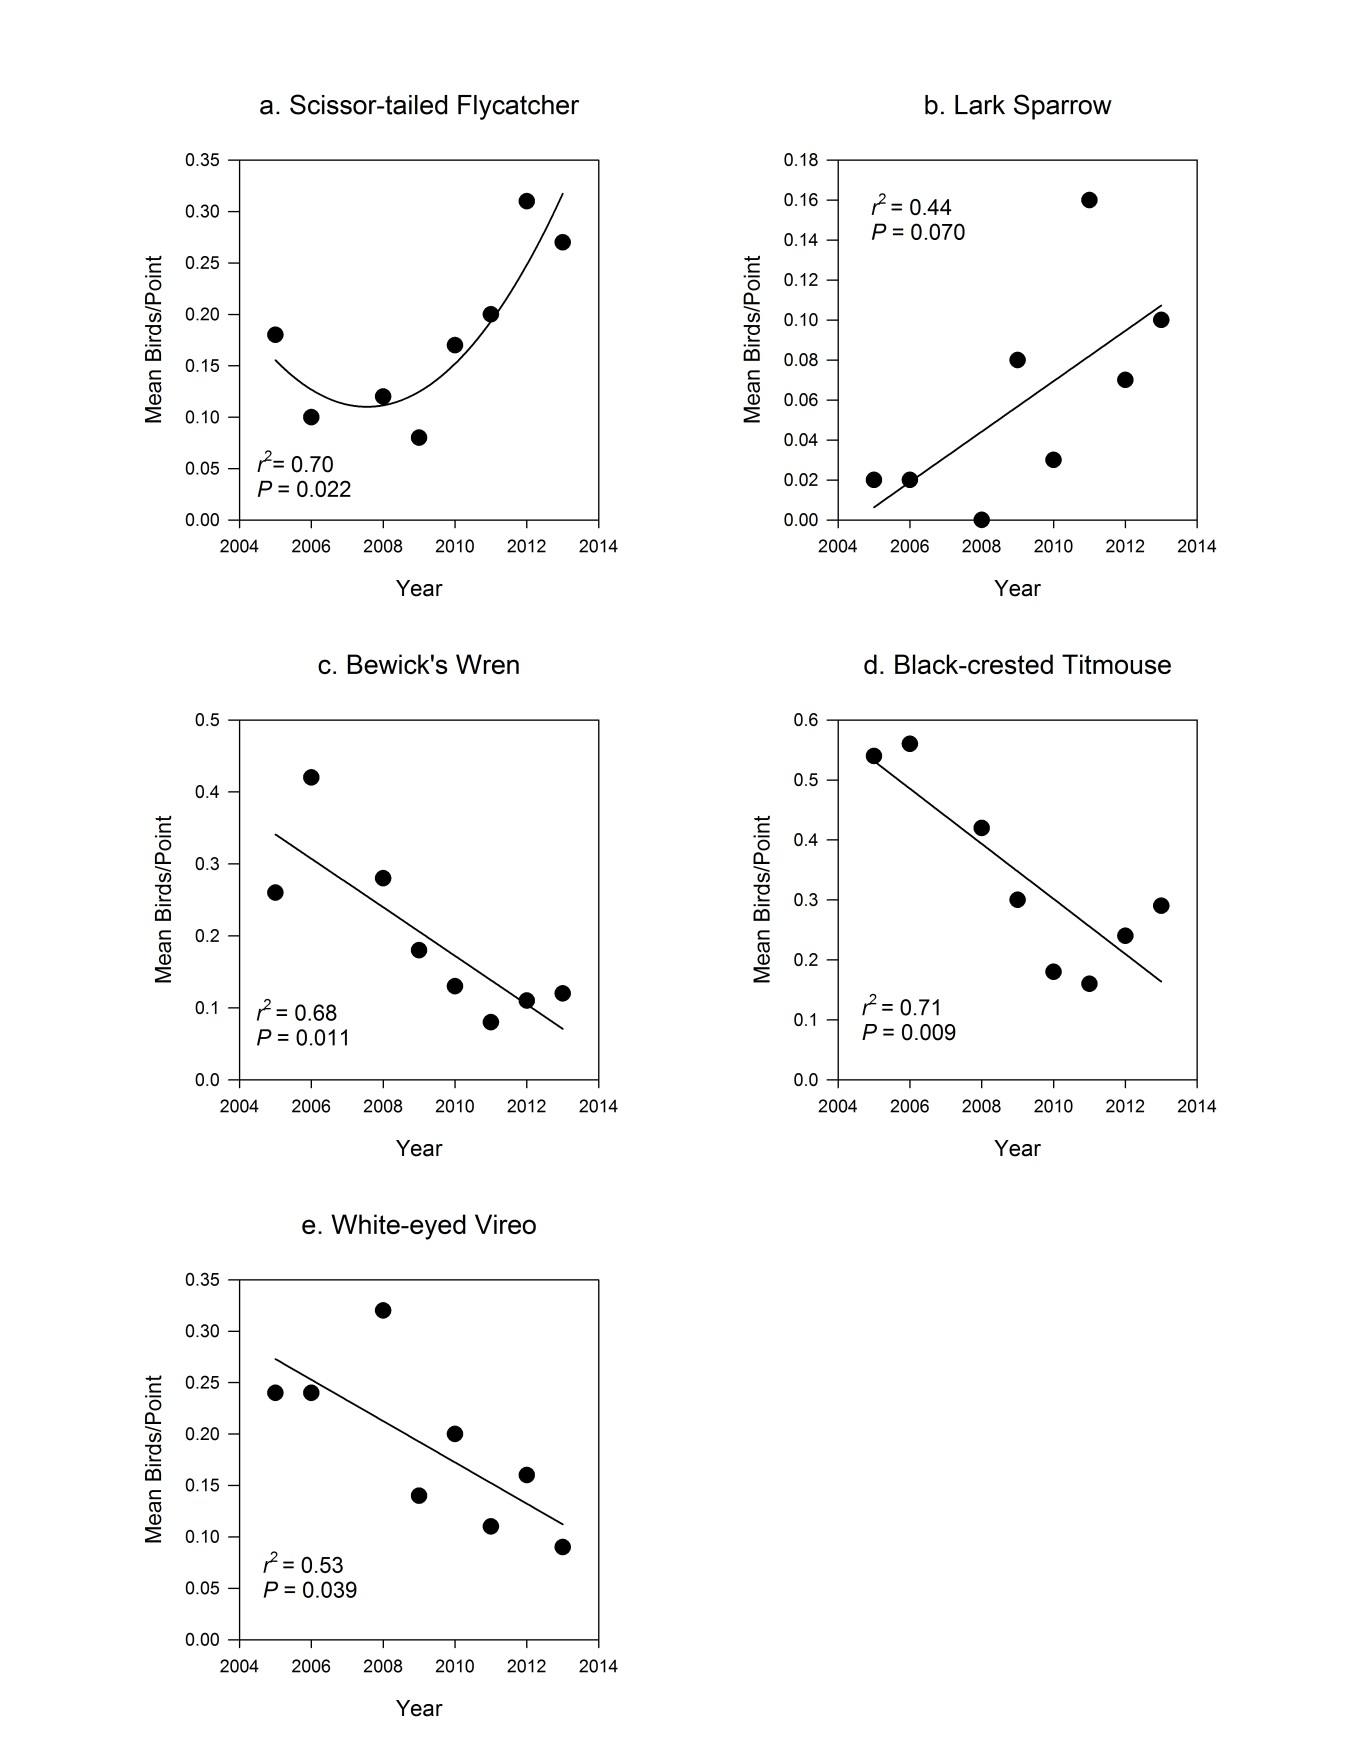 a. Scissor-tailed Flycatcher
0.35
0.30
0.25
0.20
0.15
0.10
0.05
0.00
Mean Birds/Point
r2= 0.70
P = 0.022
2004 2006 2008 2010 2012 2014
Year
b. Lark Sparrow
0.18
0.16
0.14
0.12
0.10
0.08
0.06
0.04
0.02
0.00
Mean Birds/Point
r2 = 0.44
P = 0.070
2004 2006 2008 2010 2012 2014
Year
c. Bewick's Wren
0.5
0.4
0.3
0.2
0.1
0.0
Mean Birds/Point
r2 = 0.68
P = 0.011
2004 2006 2008 2010 2012 2014
Year
d. Black-crested Titmouse
0.6
0.5
0.4
0.3
0.2
0.1
0.0
Mean Birds/Point
r2 = 0.71
P = 0.009
2004 2006 2008 2010 2012 2014
Year
e. White-eyed Vireo
0.35
0.30
0.25
0.20
0.15
0.10
0.05
0.00
Mean Birds/Point
r2 = 0.53
P = 0.039
2004 2006 2008 2010 2012 2014
Year